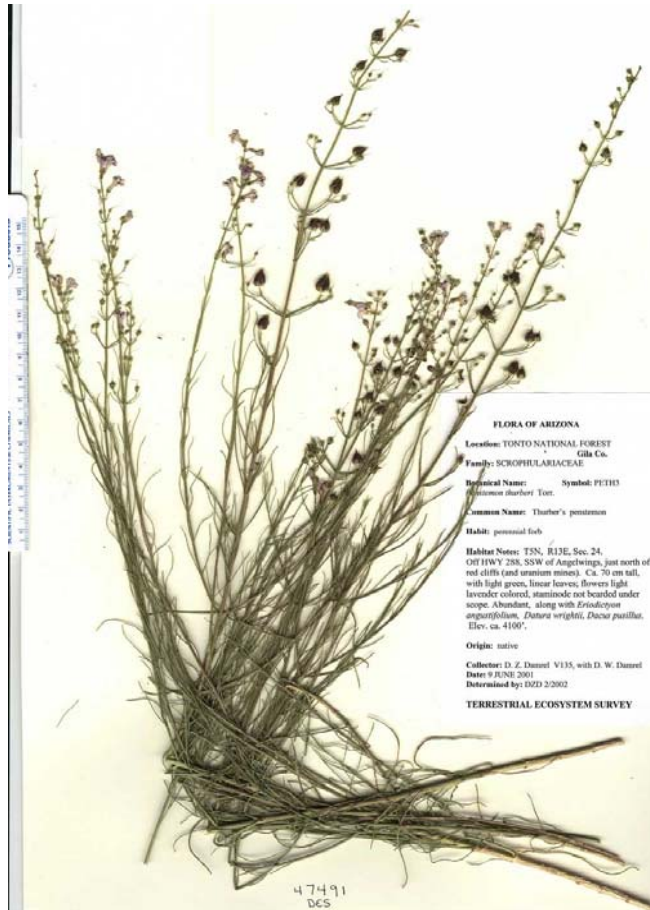 FLORA OF ARIZONA
Location: TONTO NATIONAL FOREST
Gila Co.
Family: SCROPHULARIACEAE
Botanical Name: Symbol: PETH3
Penstemon thurberi Torr.
Common Name: Thurber's penstemon
Habit: perennial forb
Habitat Notes: T5N, R13E, Sec. 24.
Off HWY 288, SSW of Angelwings, just north of
red cliffs (and uranium mines). Ca. 70 cm tall,
with light green, linear leaves; flowers light
lavender colored, staminode not bearded under
scope. Abundant, along with Eriodictyon
angustifolium, Datura wrightii, Dacus pusillus.
Elev. ca. 4100'.
Origin: native
Collector: D. Z. Damrel V135, with D. W. Damrel
Date: 9 JUNE 2001
Determined by: DZD 2/2002
TERRESTRIAL ECOSYSTEM SURVEY
47491
DES